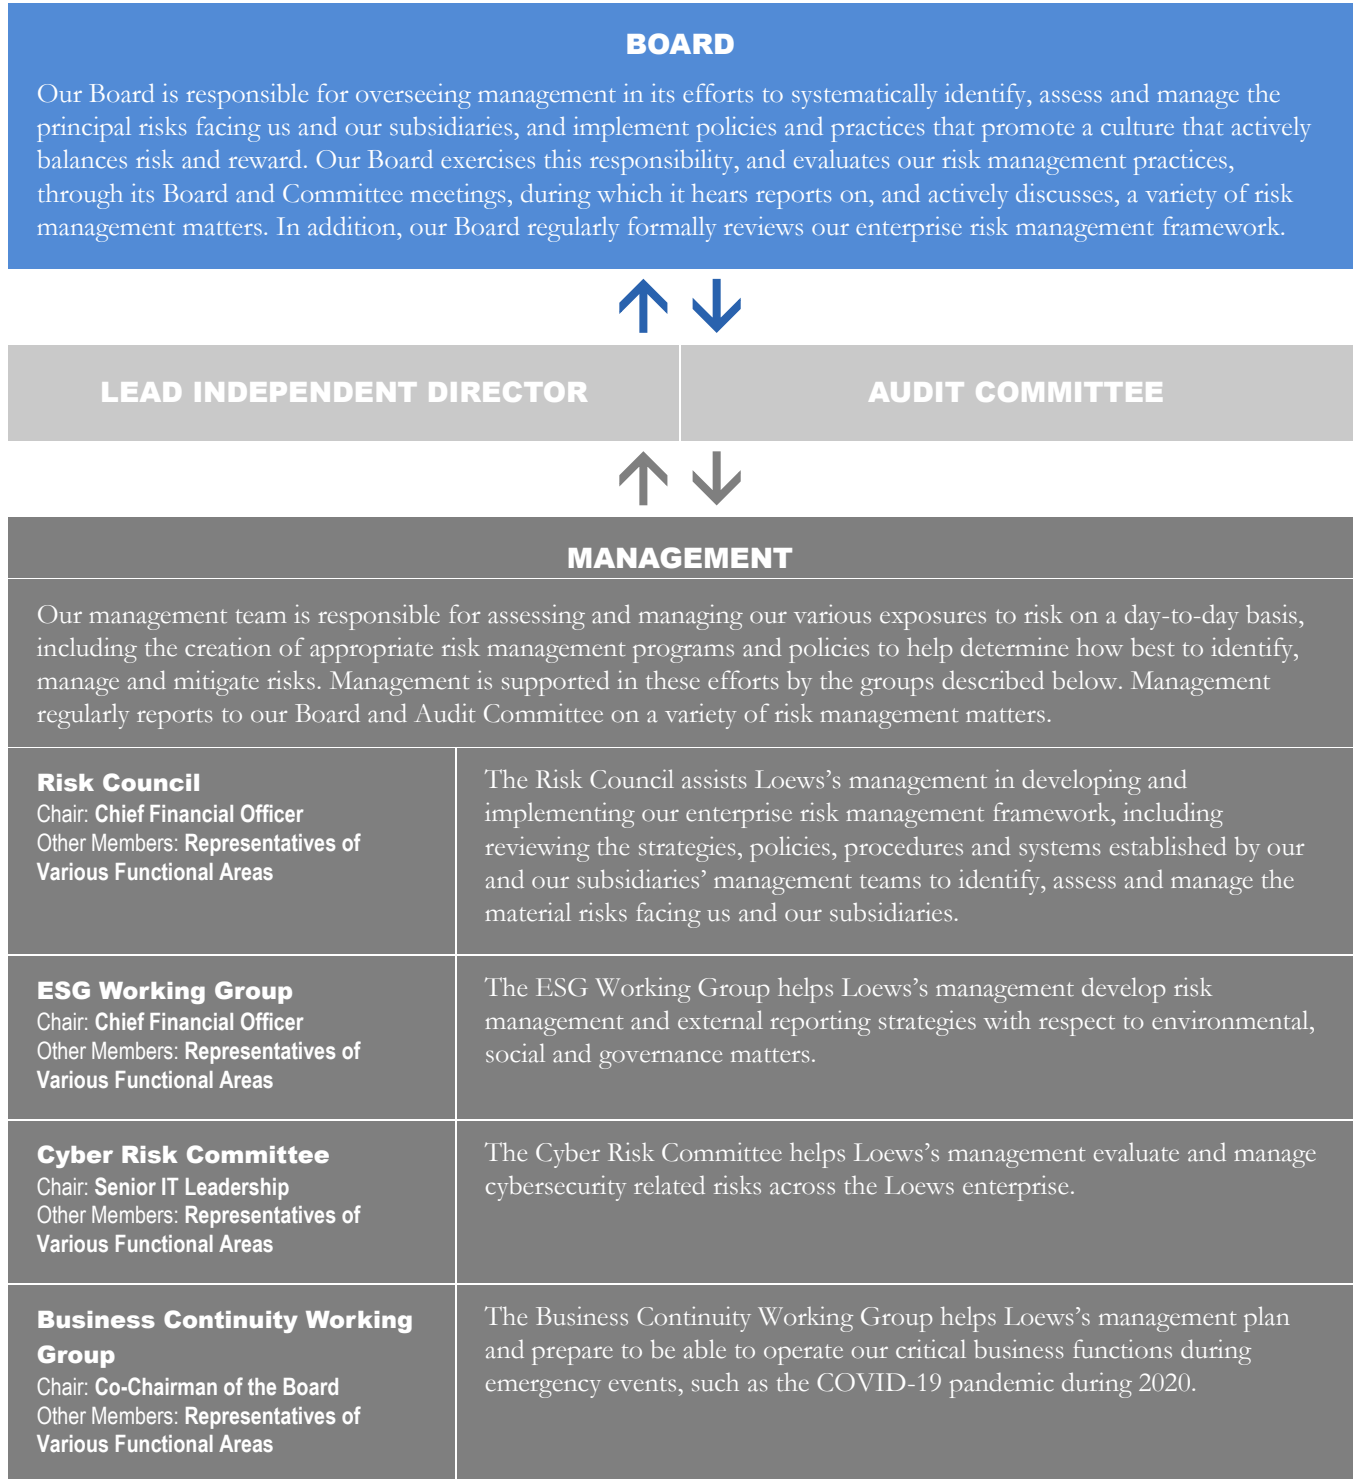 BOARD
Our Board is responsible for overseeing management in its efforts to systematically identify, assess and manage the
principal risks facing us and our subsidiaries, and implement policies and practices that promote a culture that actively
balances risk and reward. Our Board exercises this responsibility, and evaluates our risk management practices,
through its Board and Committee meetings, during which it hears reports on, and actively discusses, a variety of risk
management matters. In addition, our Board regularly formally reviews our enterprise risk management framework.
LEAD INDEPENDENT DIRECTOR
AUDIT COMMITTEE
MANAGEMENT
Our management team is responsible for assessing and managing our various exposures to risk on a day-to-day basis,
including the creation of appropriate risk management programs and policies to help determine how best to identify,
manage and mitigate risks. Management is supported in these efforts by the groups described below. Management
regularly reports to our Board and Audit Committee on a variety of risk management matters.
Risk Council
Chair: Chief Financial Officer
Other Members: Representatives of
Various Functional Areas
The Risk Council assists Loews’s management in developing and
implementing our enterprise risk management framework, including
reviewing the strategies, policies, procedures and systems established by our
and our subsidiaries’ management teams to identify, assess and manage the
material risks facing us and our subsidiaries.
ESG Working Group
Chair: Chief Financial Officer
Other Members: Representatives of
Various Functional Areas
The ESG Working Group helps Loews’s management develop risk
management and external reporting strategies with respect to environmental,
social and governance matters.
Cyber Risk Committee
Chair: Senior IT Leadership
Other Members: Representatives of
Various Functional Areas
The Cyber Risk Committee helps Loews’s management evaluate and manage
cybersecurity related risks across the Loews enterprise.
Business Continuity Working
Group
Chair: Co-Chairman of the Board
Other Members: Representatives of
Various Functional Areas
The Business Continuity Working Group helps Loews’s management plan
and prepare to be able to operate our critical business functions during
emergency events, such as the COVID-19 pandemic during 2020.